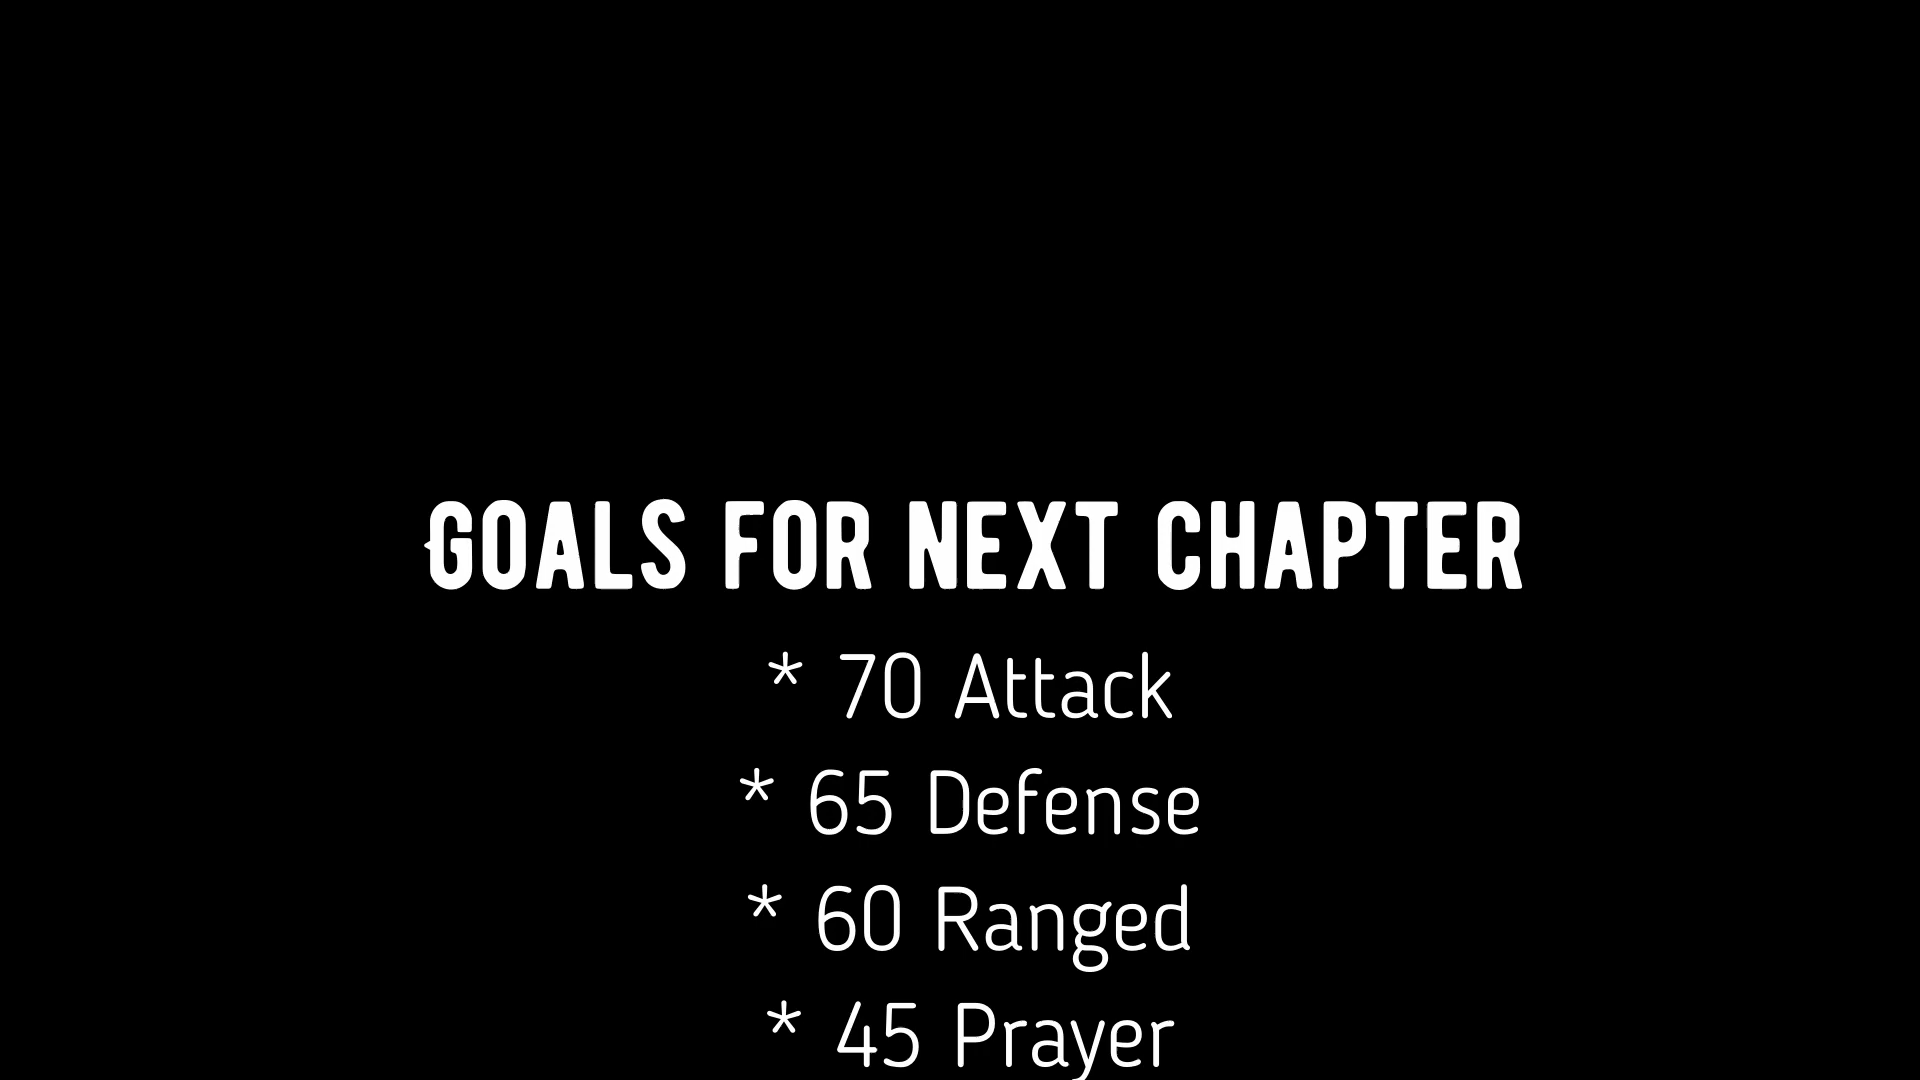 GOALS FOR NEXT CHAPTER
* 70 Attack
* 65 Defense
* 60 Ranged
* 45 Prayer